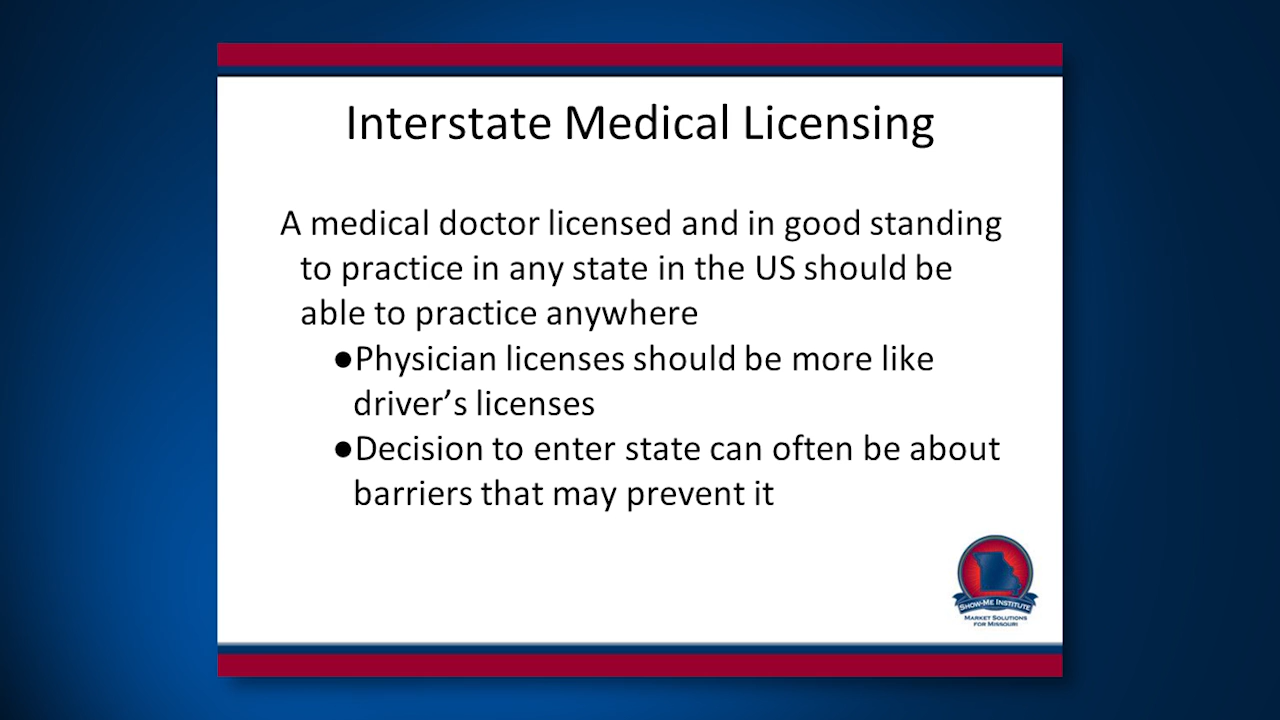 Interstate Medical Licensing
A medical doctor licensed and in good standing
to practice in any state in the US should be
able to practice anywhere
●Physician licenses should be more like
driver’s licenses
●Decision to enter state can often be about
barriers that may prevent it
SHOW-ME INSTITUTE
MARKET SOLUTIONS
FOR MISSOURI